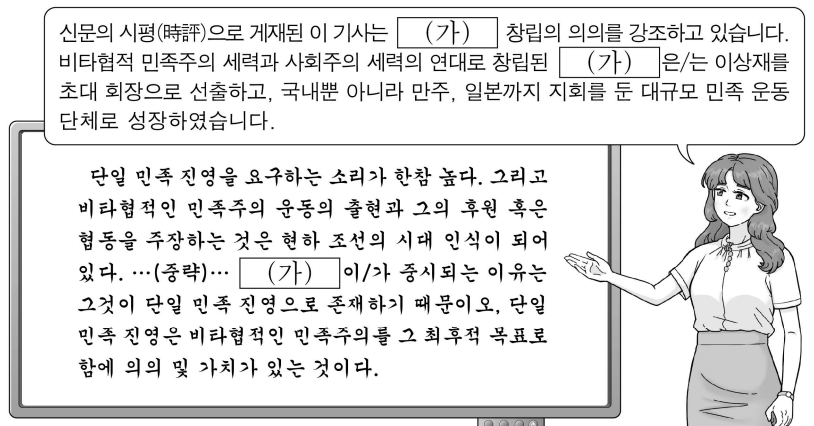 신문의 시평(時評)으로 게재된 이 기사는 (가) 창립의 의의를 강조하고 있습니다.
비타협적 민족주의 세력과 사회주의 세력의 연대로 창립된 (가) 은/는 이상재를
초대 회장으로 선출하고, 국내뿐 아니라 만주, 일본까지 지회를 둔 대규모 민족 운동
단체로 성장하였습니다.
단일 민족 진영을 요구하는 소리가 한참 높다. 그리고
비타협적인 민족주의 운동의 출현과 그의 후원 혹은
협동을 주장하는 것은 현하 조선의 시대 인식이 되어
있다. …(중략)… (가) 이/가 중시되는 이유는
그것이 단일 민족 진영으로 존재하기 때문이오, 단일
민족 진영은 비타협적인 민족주의를 그 최후적 목표로
함에 의의 및 가치가 있는 것이다.